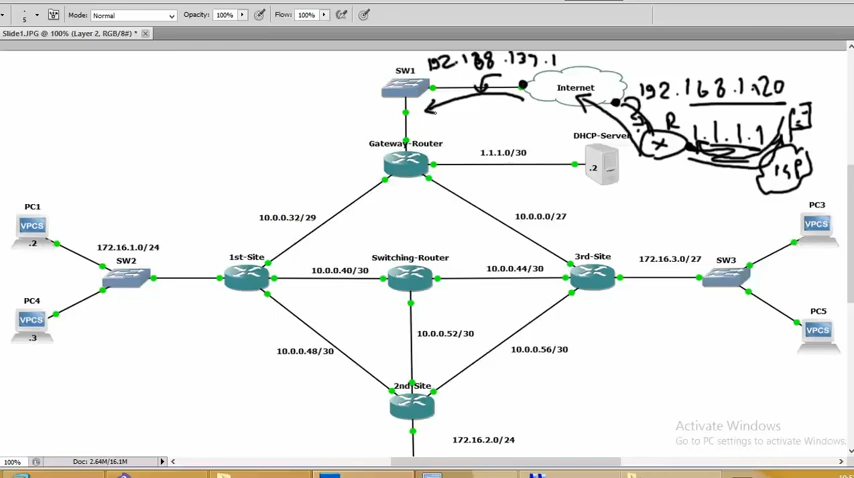 5
Mode: Normal
Opacity: 100%
Flow: 100%
Slide1.JPG @ 100% (Layer 2, RGB/8#) * ×
192.188.137.1
SW1
Internet
192.168.1.20
R
1.1.1.1
ISP
Gateway-Router
DHCP-Server
1.1.1.0/30
.2
PC1
VPCS
.2
10.0.0.32/29
10.0.0.0/27
PC3
VPCS
172.16.1.0/24
SW2
1st-Site
Switching-Router
3rd-Site
172.16.3.0/27
SW3
10.0.0.40/30
10.0.0.44/30
PC4
VPCS
.3
PC5
VPCS
10.0.0.52/30
10.0.0.48/30
10.0.0.56/30
2nd-Site
172.16.2.0/24
Activate Windows
Go to PC settings to activate Windows.
100%
Doc: 2.64M/16.1M